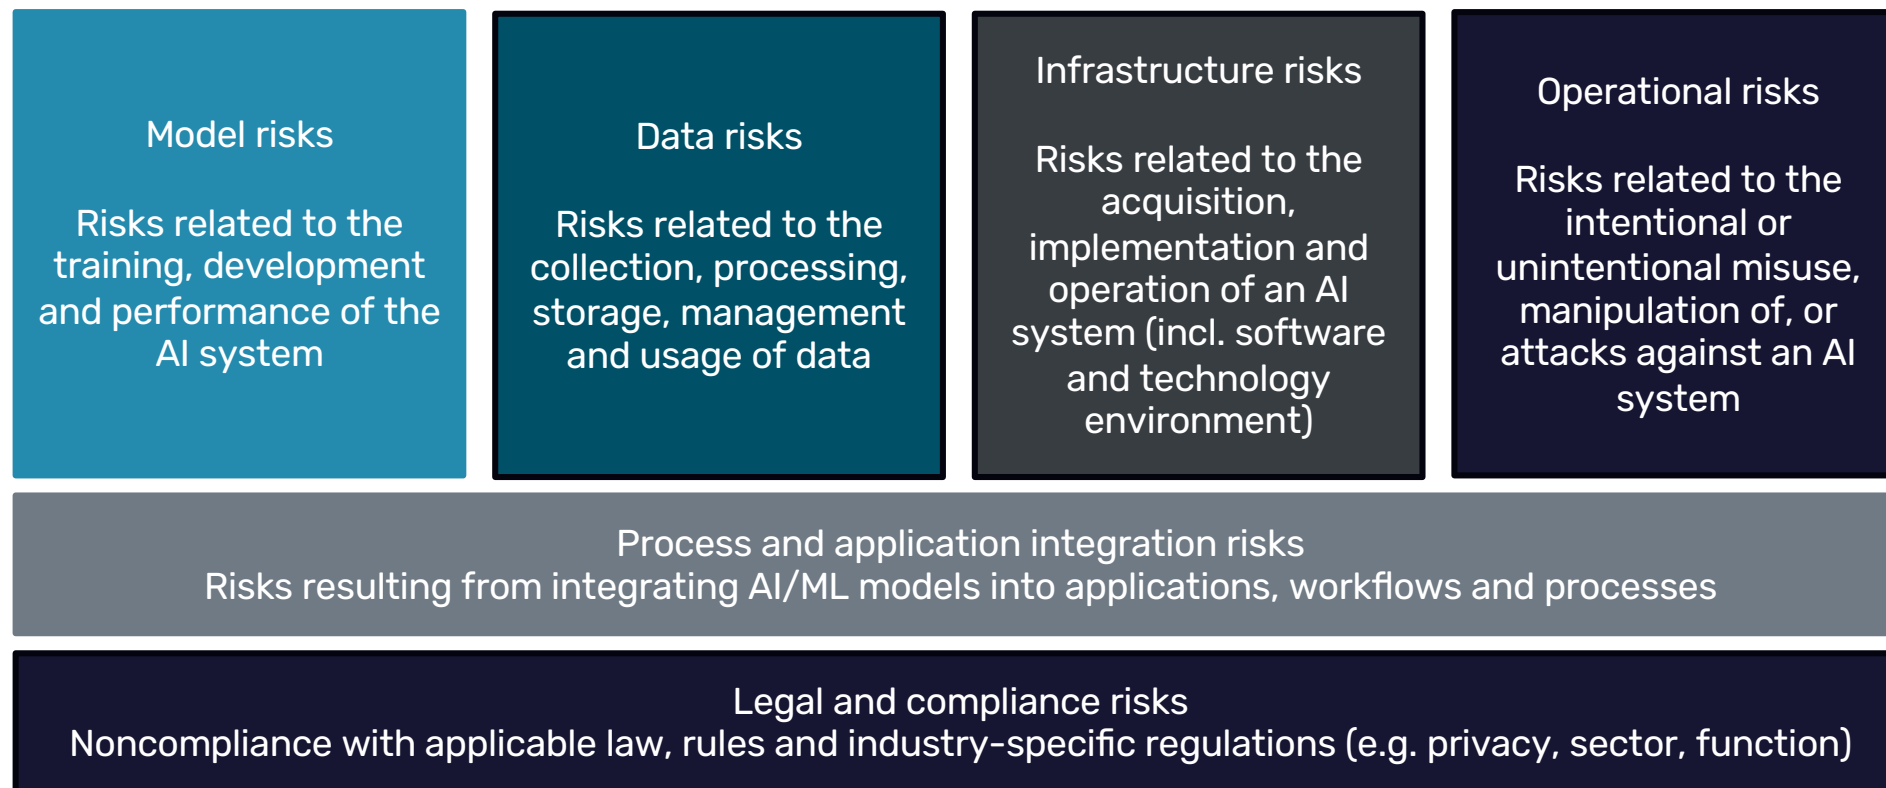 Model risks
Risks related to the
training, development
and performance of the
AI system
Data risks
Risks related to the
collection, processing,
storage, management
and usage of data
Infrastructure risks
Risks related to the
acquisition,
implementation and
operation of an AI
system (incl. software
and technology
environment)
Operational risks
Risks related to the
intentional or
unintentional misuse,
manipulation of, or
attacks against an AI
system
Process and application integration risks
Risks resulting from integrating AI/ML models into applications, workflows and processes
Legal and compliance risks
Noncompliance with applicable law, rules and industry-specific regulations (e.g. privacy, sector, function)